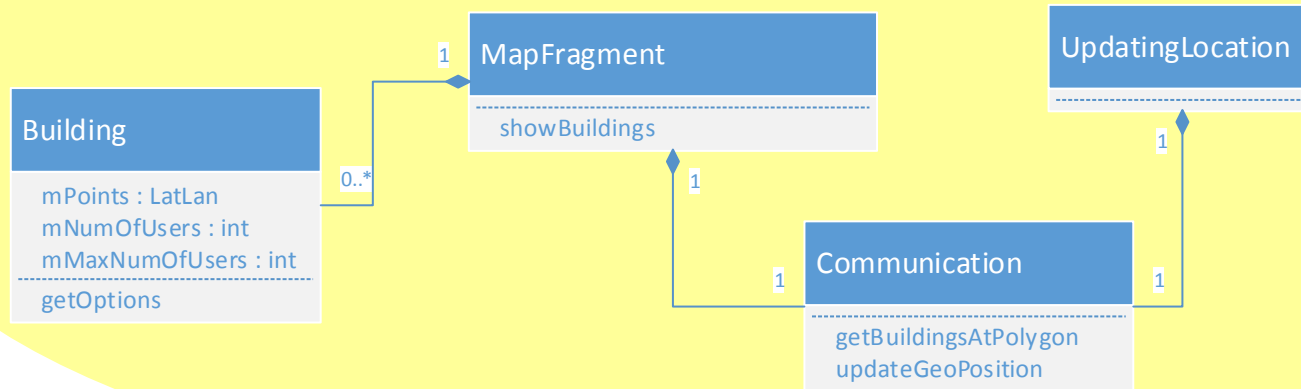 MapFragment
showBuildings
UpdatingLocation
Building
mPoints : LatLan
mNumOfUsers : int
mMaxNumOfUsers : int
getOptions
Communication
getBuildingsAtPolygon
updateGeoPosition
1
0..*
1
1
1
1